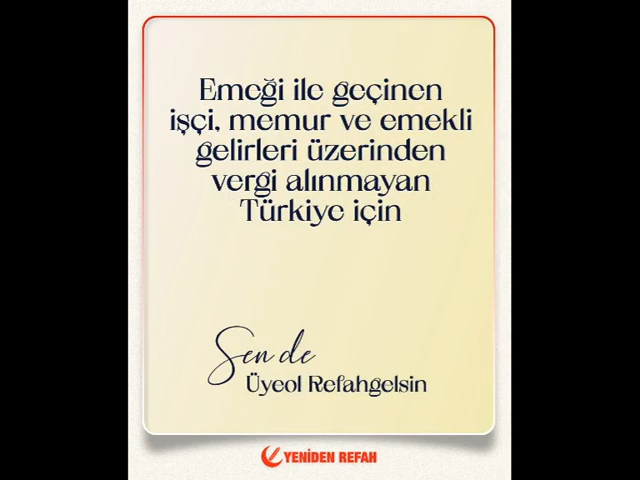 Emeği ile geçinen
işçi, memur ve emekli
gelirleri üzerinden
vergi alınmayan
Türkiye için
Sen de
Üyeol Refahgelsin
YENİDEN REFAH